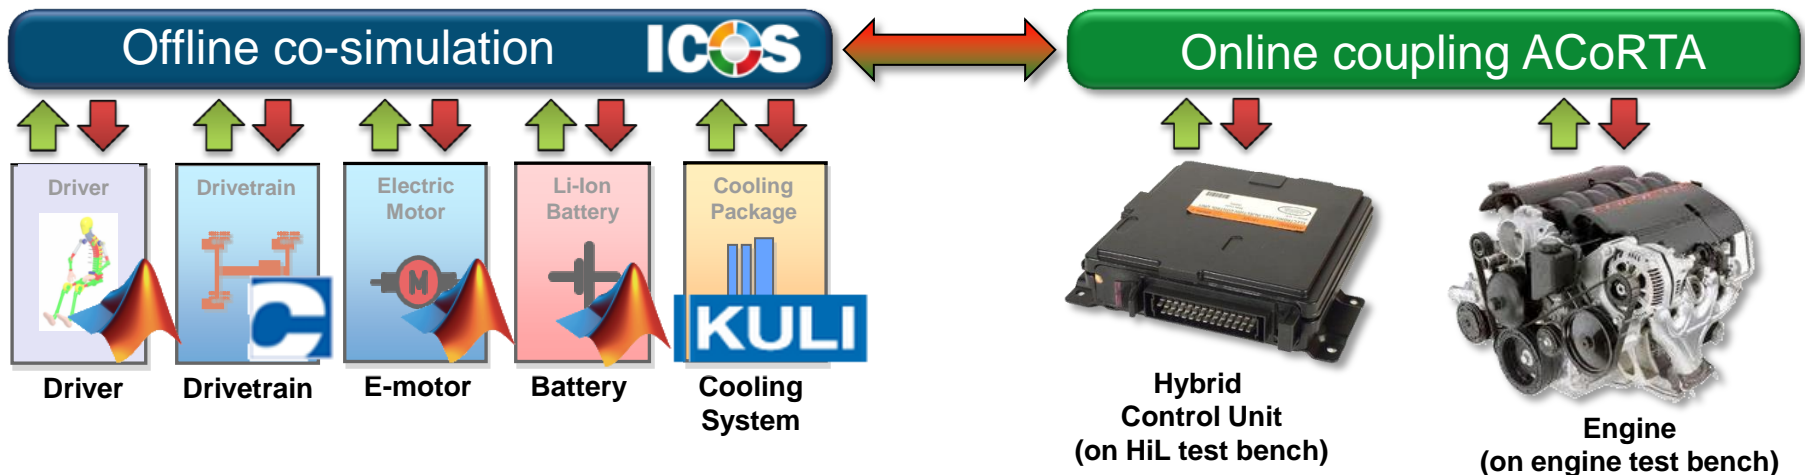 Offline co-simulation ICOS
Online coupling ACoRTA
Driver
Drivetrain
Electric
Motor
M
Li-Ion
Battery
Cooling
Package
C
KULI
Driver
Drivetrain
E-motor
Battery
Cooling
System
Hybrid
Control Unit
(on HiL test bench)
Engine
(on engine test bench)